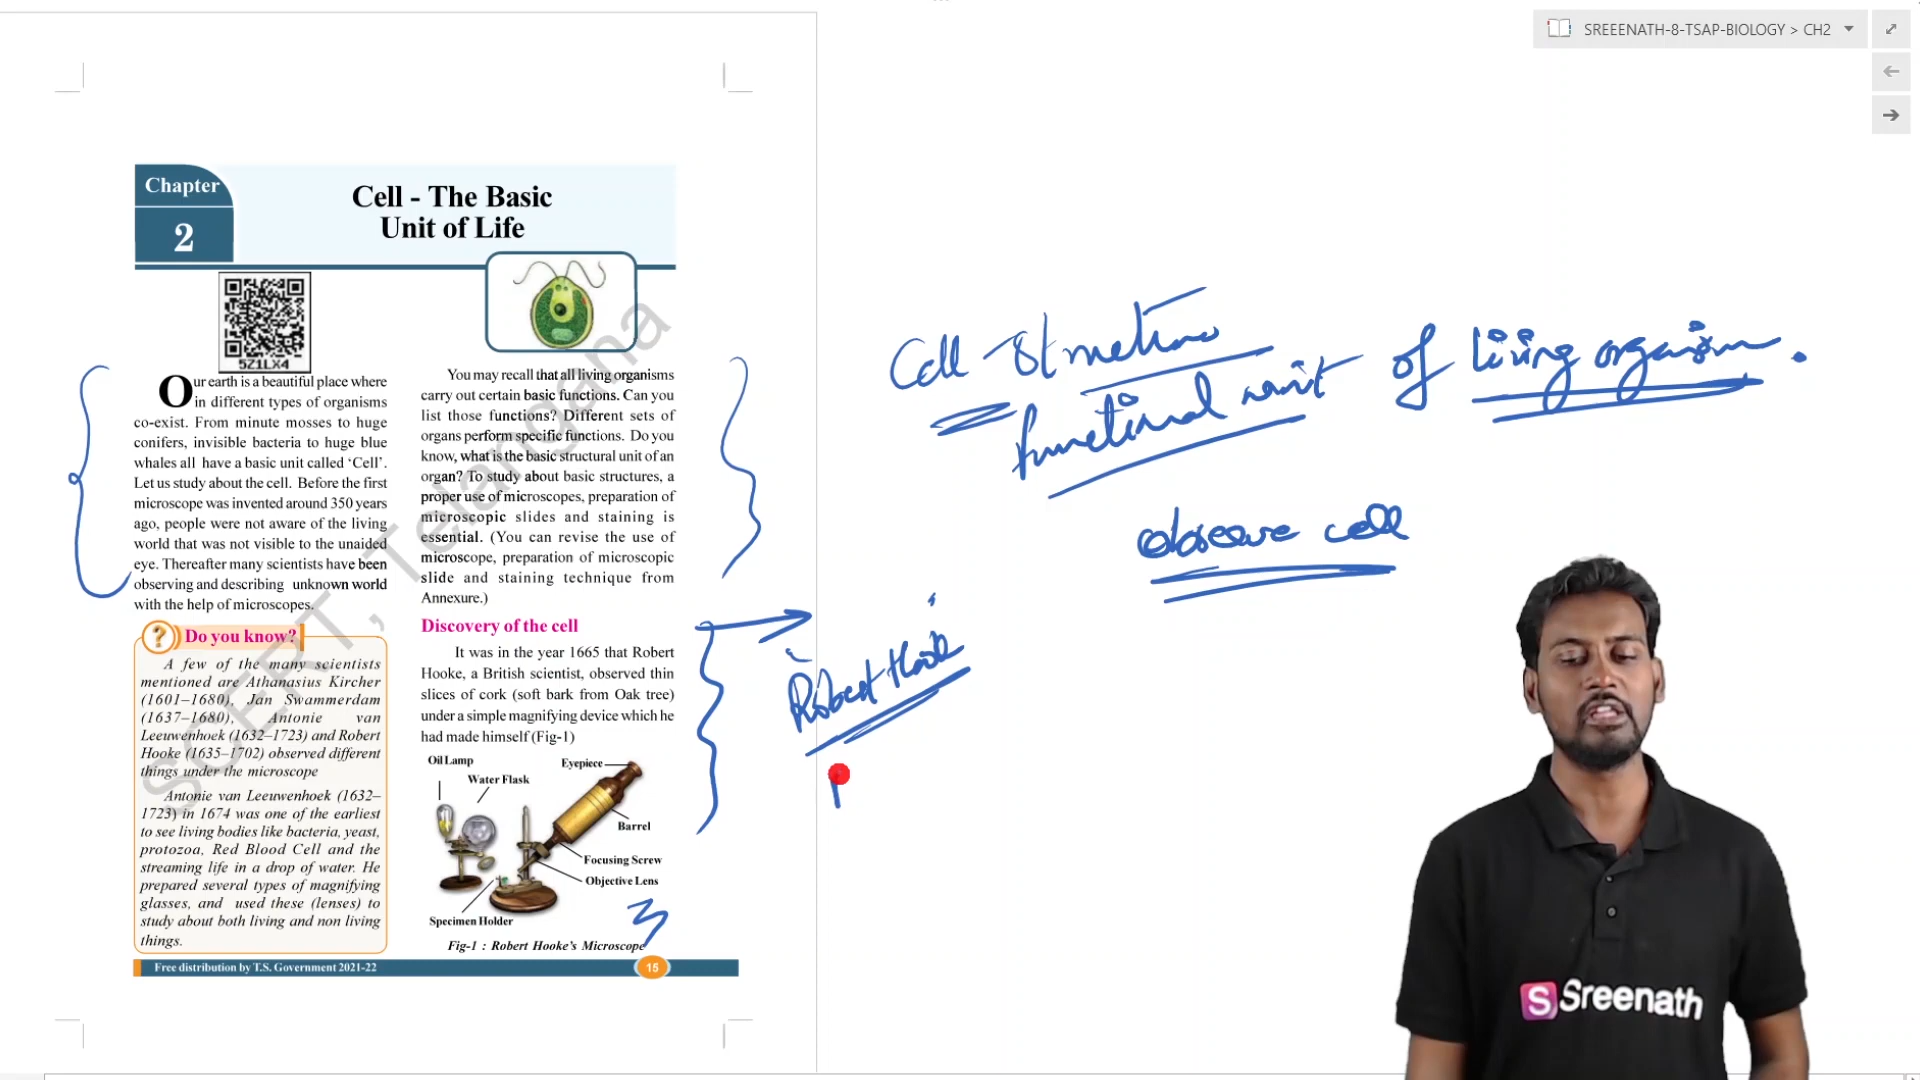 SREEENATH-8-TSAP-BIOLOGY > CH2
Chapter
2
Cell - The Basic
Unit of Life
5Z1LX4
Our earth is a beautiful place where
in different types of organisms
co-exist. From minute mosses to huge
conifers, invisible bacteria to huge blue
whales all have a basic unit called ‘Cell’.
Let us study about the cell. Before the first
microscope was invented around 350 years
ago, people were not aware of the living
world that was not visible to the unaided
eye. Thereafter many scientists have been
observing and describing unknown world
with the help of microscopes.
Do you know?
A few of the many scientists
mentioned are Athanasius Kircher
(1601–1680), Jan Swammerdam
(1637–1680), Antonie van
Leeuwenhoek (1632–1723) and Robert
Hooke (1635–1702) observed different
things under the microscope
Antonie van Leeuwenhoek (1632–
1723) in 1674 was one of the earliest
to see living bodies like bacteria, yeast,
protozoa, Red Blood Cell and the
streaming life in a drop of water. He
prepared several types of magnifying
glasses, and used these (lenses) to
study about both living and non living
things.
You may recall that all living organisms
carry out certain basic functions. Can you
list those functions? Different sets of
organs perform specific functions. Do you
know, what is the basic structural unit of an
organ? To study about basic structures, a
proper use of microscopes, preparation of
microscopic slides and staining is
essential. (You can revise the use of
microscope, preparation of microscopic
slide and staining technique from
Annexure.)
Discovery of the cell
It was in the year 1665 that Robert
Hooke, a British scientist, observed thin
slices of cork (soft bark from Oak tree)
under a simple magnifying device which he
had made himself (Fig-1)
Oil Lamp
Water Flask
Eyepiece
Barrel
Focusing Screw
Objective Lens
Specimen Holder
Fig-1 : Robert Hooke's Microscope
Free distribution by T.S. Government 2021-22
15
SCERT, Telangana
Cell
functional unit of living organism.
observe cell
Robert Hook
S Sreenath